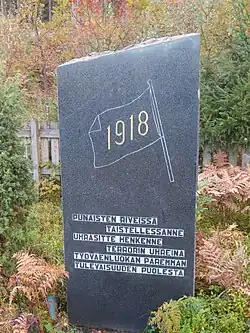 1918
PUNAISTEN RIVEISSÄ
TAISTELLESSANNE
UHRASITTE HENKENNE
TERRORIN UHREINA
TYÖVÄENLUOKAN PAREMMAN
TULEVAISUUDEN PUOLESTA